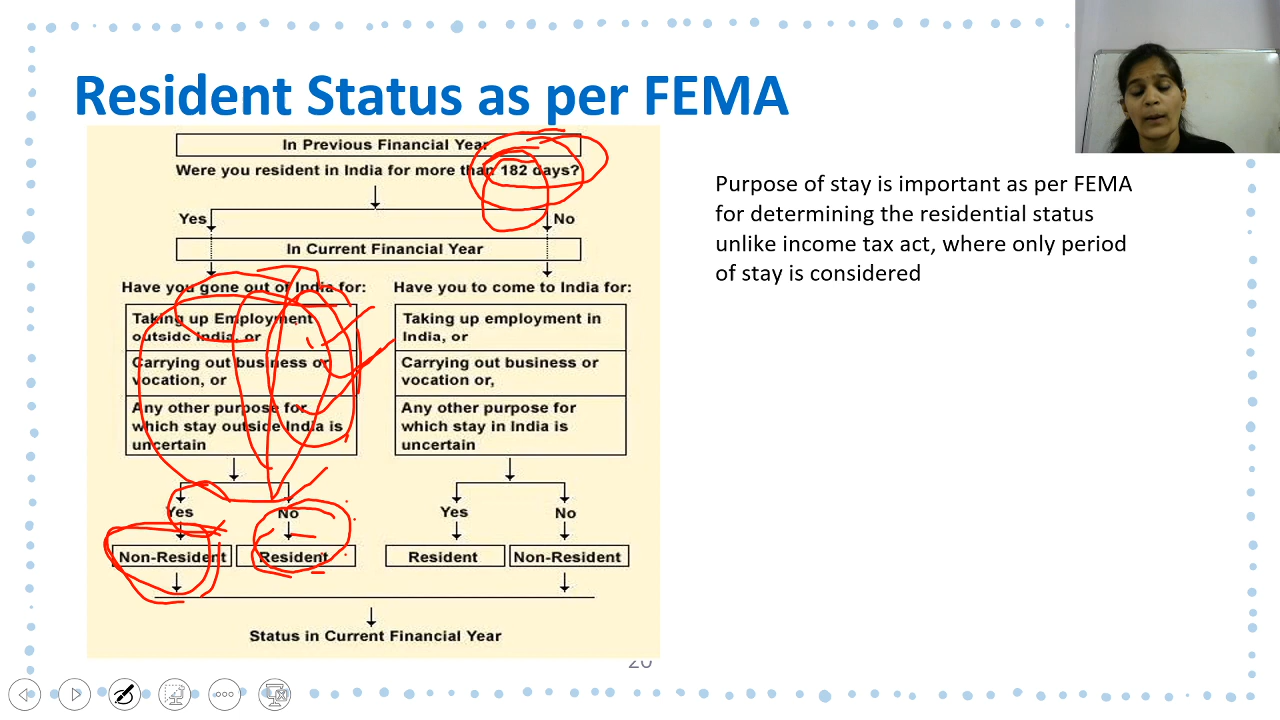 Resident Status as per FEMA
In Previous Financial Year
Were you resident in India for more than 182 days?
Yes
No
In Current Financial Year
Have you gone out of India for:
Taking up Employment
outside India, or
Carrying out business or
vocation, or
Any other purpose for
which stay outside India is
uncertain
Yes
No
Non-Resident
Resident
Have you to come to India for:
Taking up employment in
India, or
Carrying out business or
vocation or,
Any other purpose for
which stay in India is
uncertain
Yes
No
Resident
Non-Resident
Status in Current Financial Year
Purpose of stay is important as per FEMA
for determining the residential status
unlike income tax act, where only period
of stay is considered